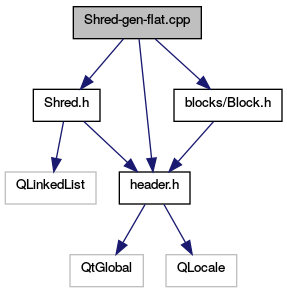 Shred-gen-flat.cpp
Shred.h
blocks/Block.h
QLinkedList
header.h
QtGlobal
QLocale